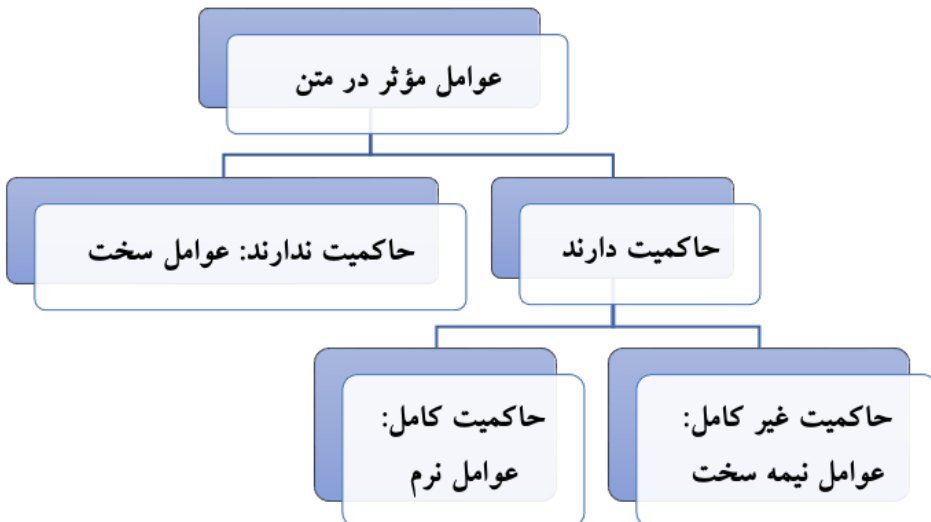 عوامل مؤثر در متن
حاکمیت دارند
حاکمیت ندارند: عوامل سخت
حاکمیت غیر کامل:
عوامل نیمه سخت
حاکمیت کامل:
عوامل نرم